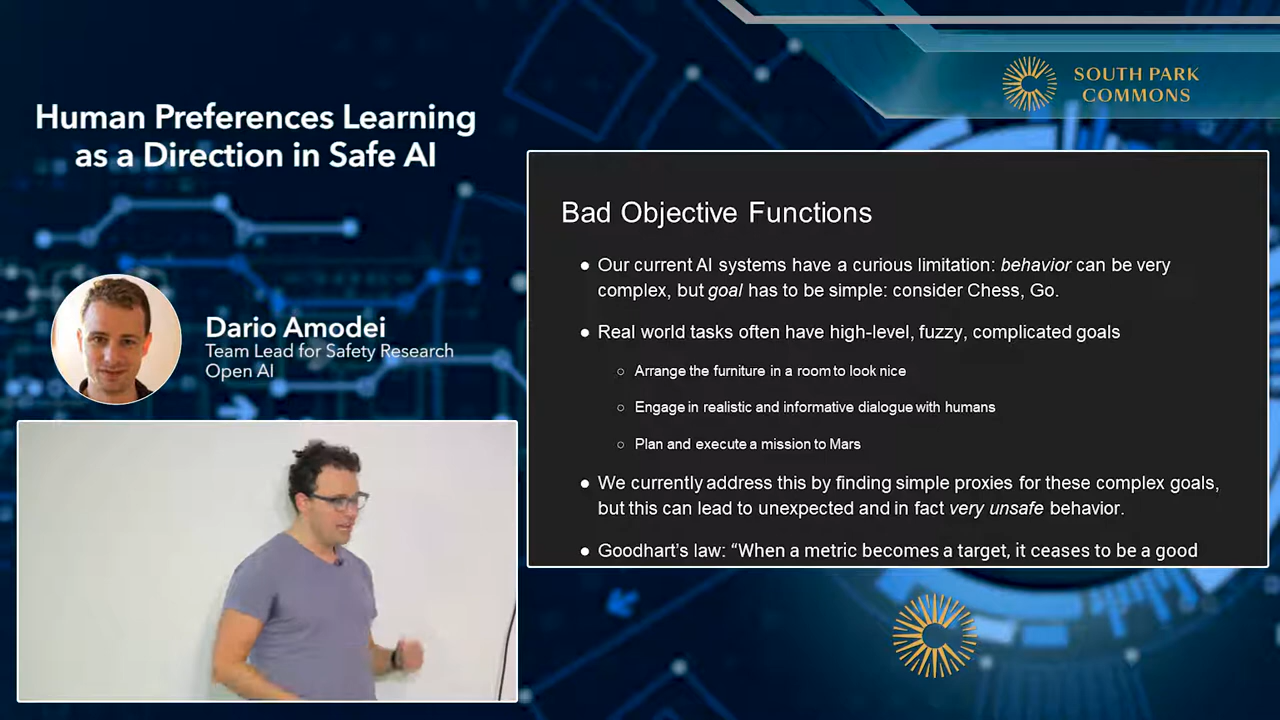 SOUTH PARK
COMMONS
Human Preferences Learning
as a Direction in Safe AI
Dario Amodei
Team Lead for Safety Research
Open AI
Bad Objective Functions
● Our current AI systems have a curious limitation: behavior can be very
complex, but goal has to be simple: consider Chess, Go.
● Real world tasks often have high-level, fuzzy, complicated goals
○ Arrange the furniture in a room to look nice
○ Engage in realistic and informative dialogue with humans
○ Plan and execute a mission to Mars
● We currently address this by finding simple proxies for these complex goals,
but this can lead to unexpected and in fact very unsafe behavior.
● Goodhart's law: “When a metric becomes a target, it ceases to be a good